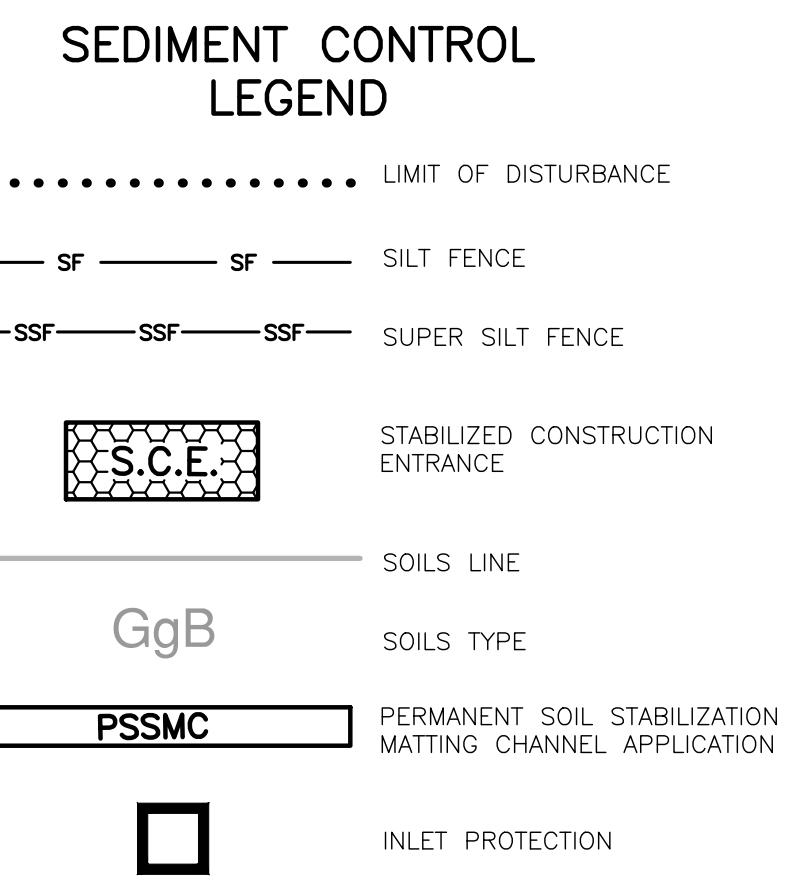 SEDIMENT CONTROL
LEGEND
LIMIT OF DISTURBANCE
SF SF SILT FENCE
SSF SSF SSF SUPER SILT FENCE
S.C.E. STABILIZED CONSTRUCTION
ENTRANCE
SOILS LINE
GgB SOILS TYPE
PSSMC PERMANENT SOIL STABILIZATION
MATTING CHANNEL APPLICATION
INLET PROTECTION